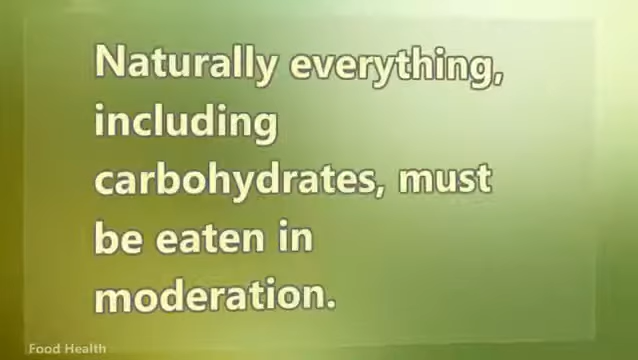 Naturally everything,
including
carbohydrates, must
be eaten in
moderation.
Food Health